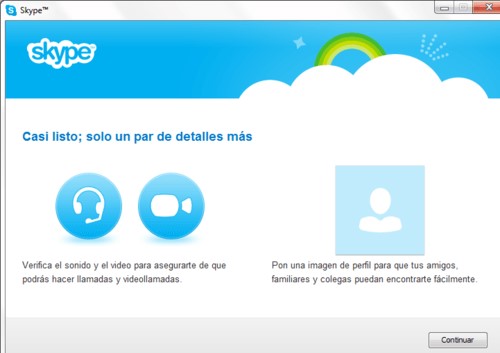 Skype™
skype™
Casi listo; solo un par de detalles más
Verifica el sonido y el video para asegurarte de que
podrás hacer llamadas y videollamadas.
Pon una imagen de perfil para que tus amigos,
familiares y colegas puedan encontrarte fácilmente.
Continuar